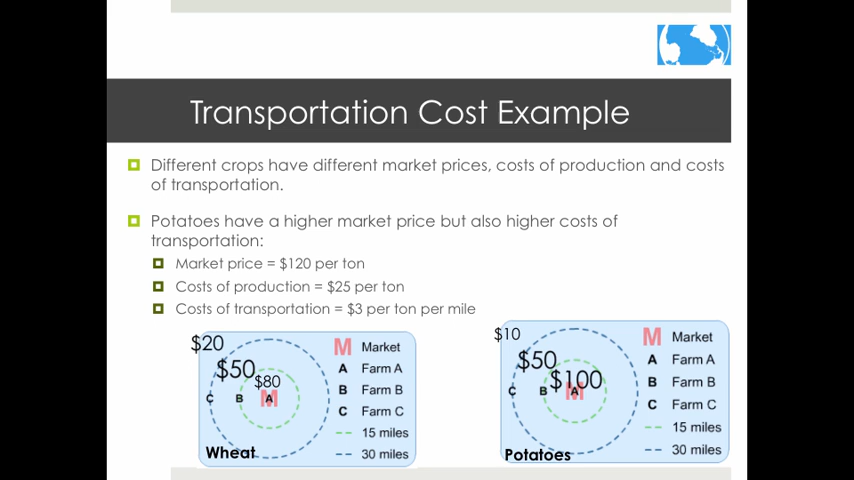 Transportation Cost Example
Different crops have different market prices, costs of production and costs
of transportation.
Potatoes have a higher market price but also higher costs of
transportation:
Market price = $120 per ton
Costs of production = $25 per ton
Costs of transportation = $3 per ton per mile
$20
$50
$80
C
B
A
M
Wheat
M Market
A Farm A
B Farm B
C Farm C
15 miles
30 miles
$10
$50
$100
C
B
A
M
Potatoes
M Market
A Farm A
B Farm B
C Farm C
15 miles
30 miles